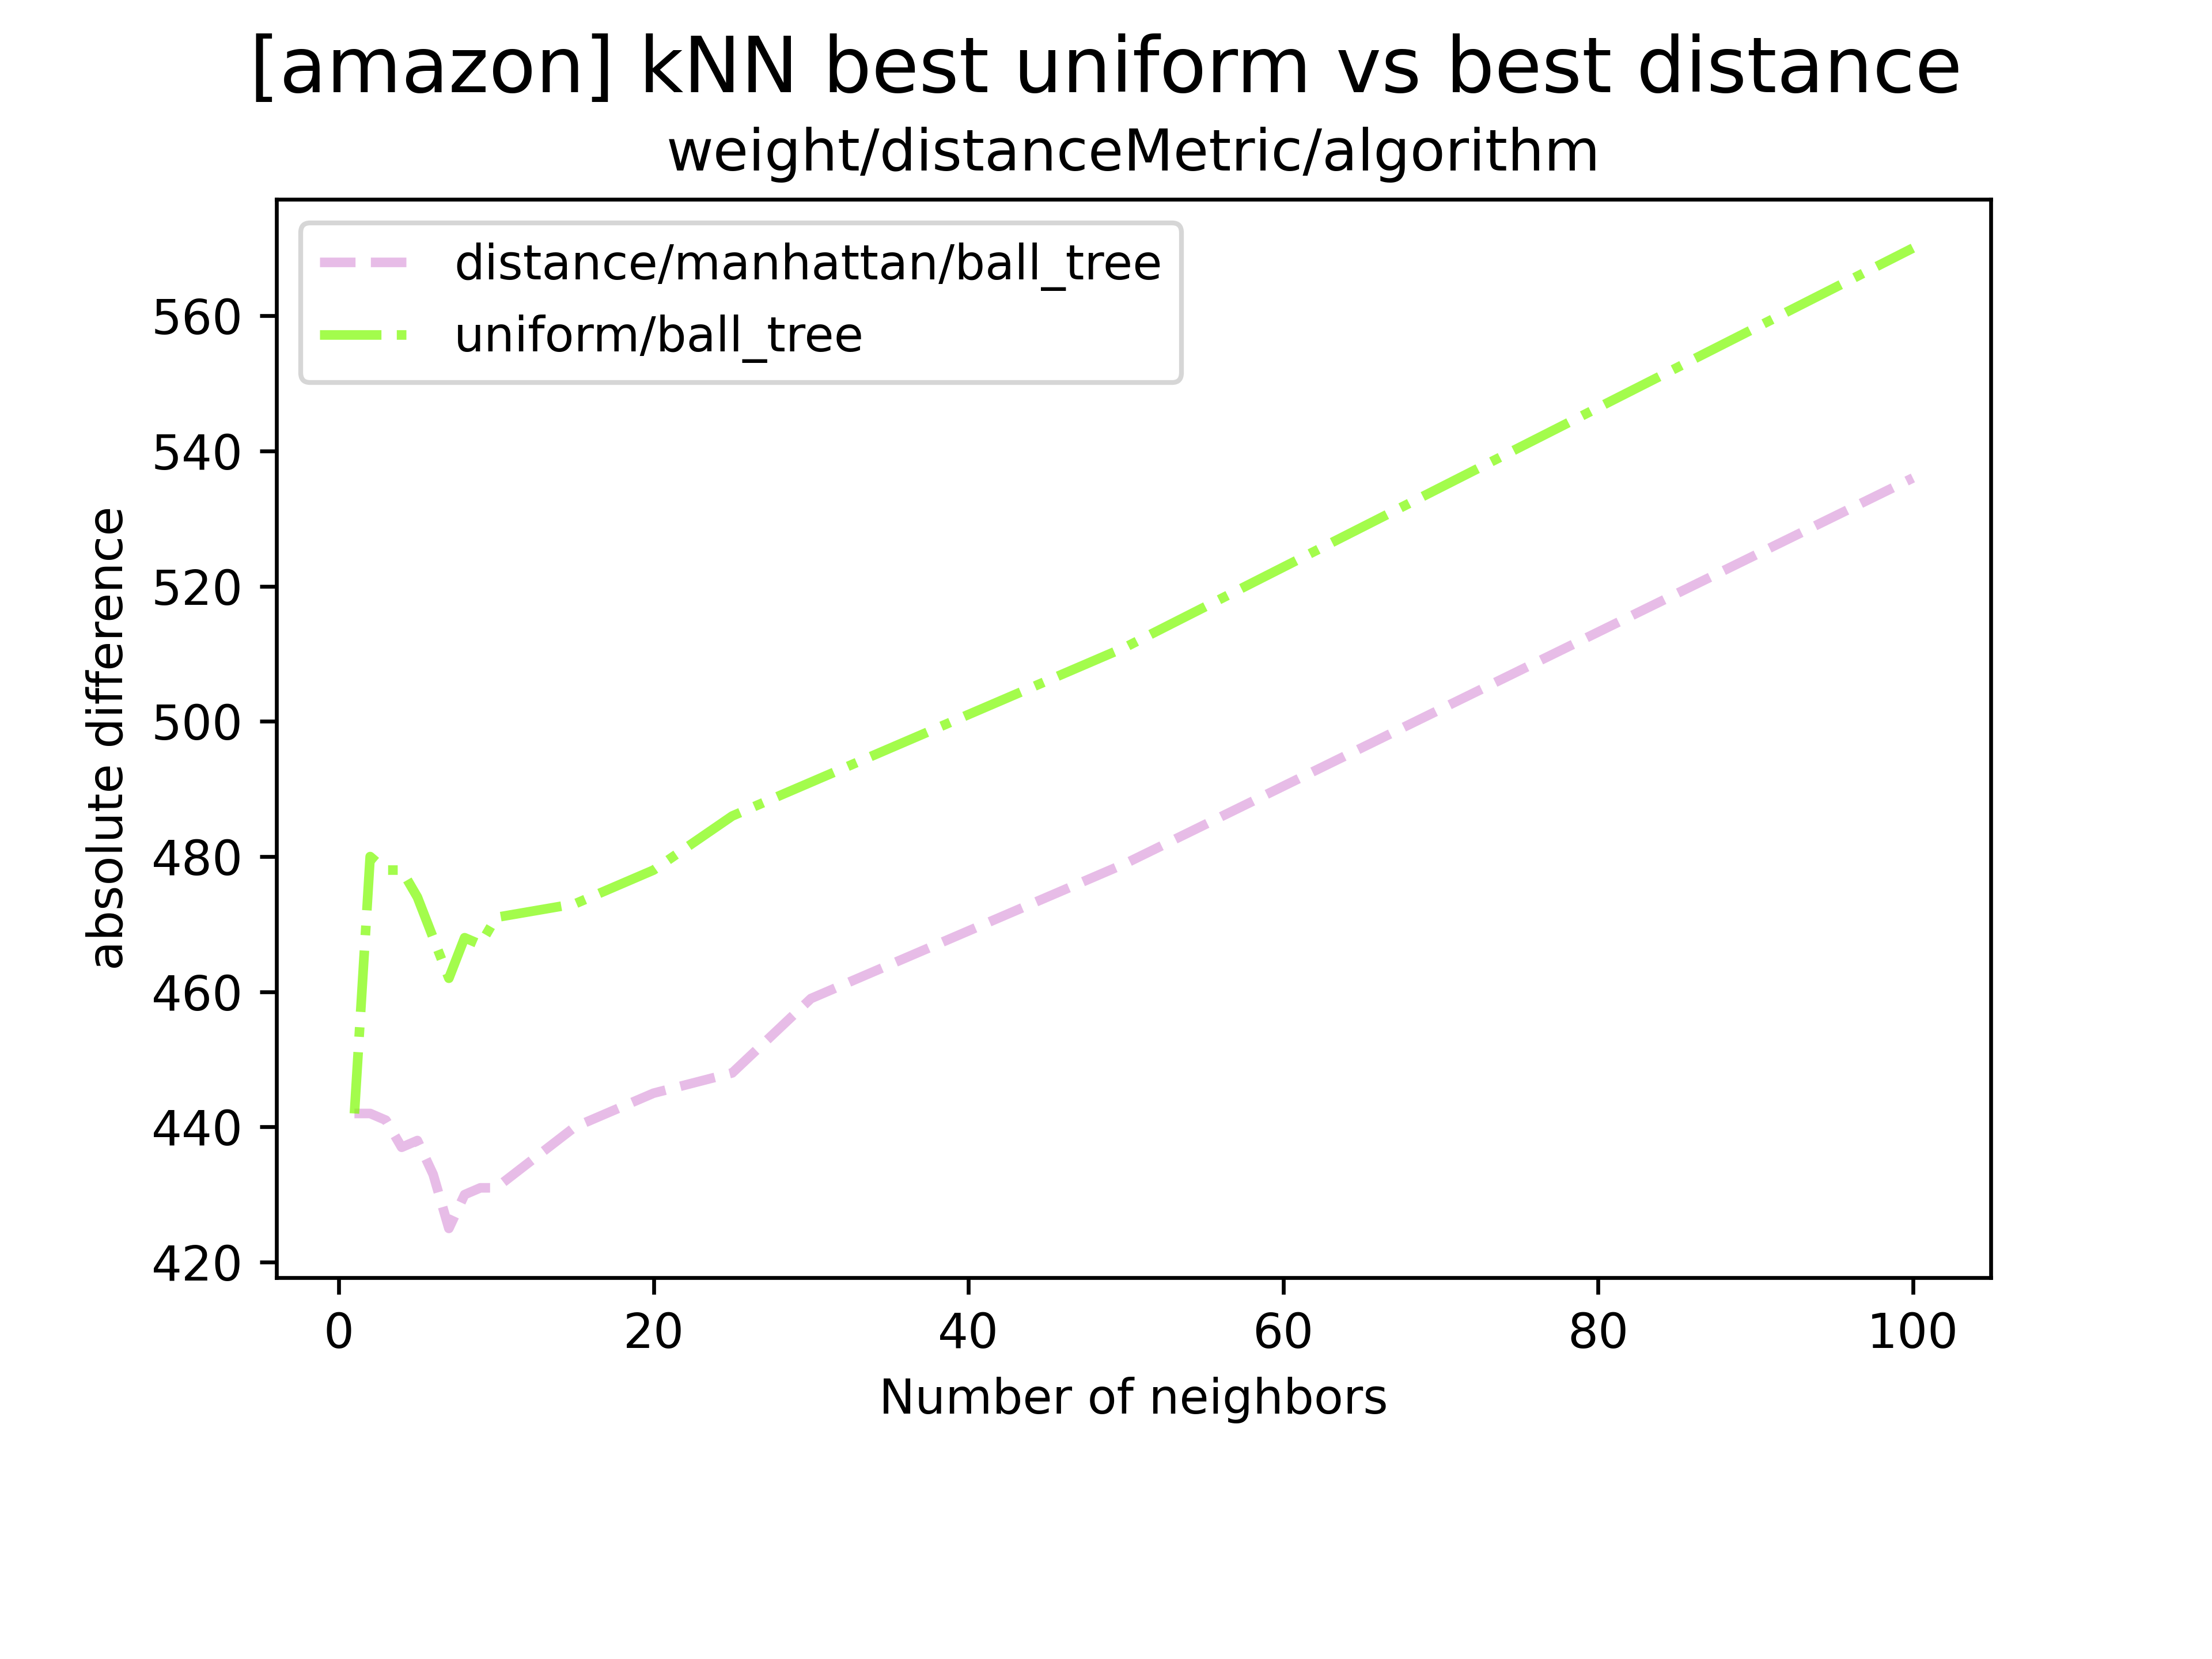 [amazon] kNN best uniform vs best distance
weight/distanceMetric/algorithm
distance/manhattan/ball_tree
uniform/ball_tree
absolute difference
560
540
520
500
480
460
440
420
0 20 40 60 80 100
Number of neighbors